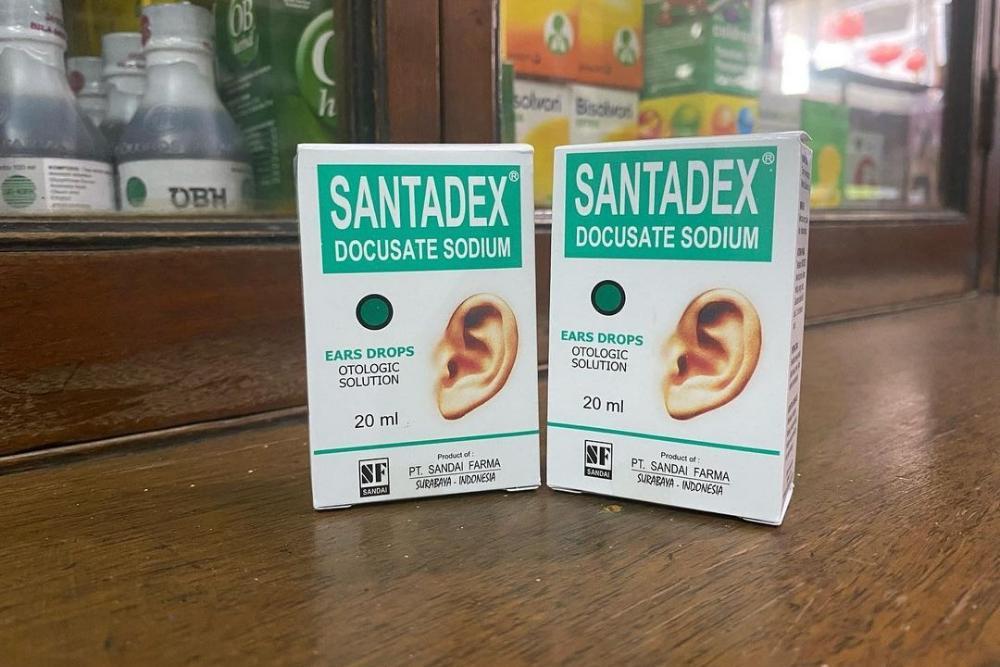 OBH
OB
herbal
Bisolvon
Bisolvon
SANTADEX®
DOCUSATE SODIUM
EARS DROPS
OTOLOGIC
SOLUTION
20 ml
SF
SANDAI
Product of :
PT. SANDAI FARMA
SURABAYA - INDONESIA
SANTADEX®
DOCUSATE SODIUM
EARS DROPS
OTOLOGIC
SOLUTION
20 ml
SF
SANDAI
Product of :
PT. SANDAI FARMA
SURABAYA - INDONESIA